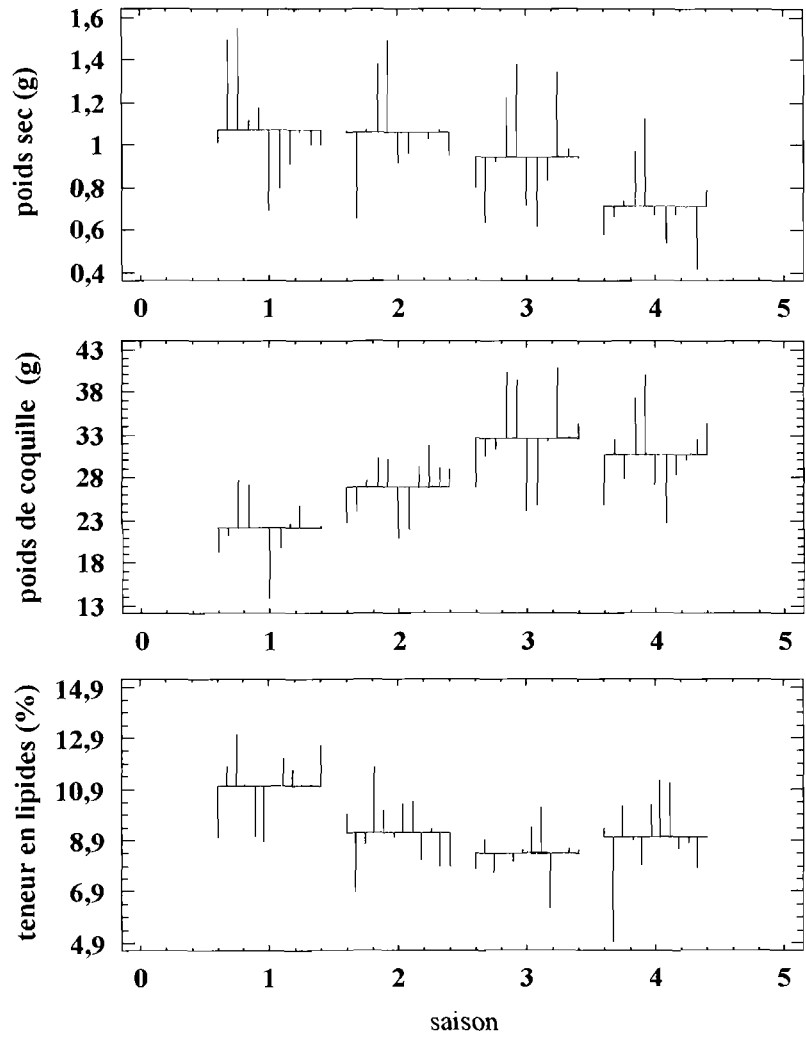 poids sec (g)
1,6
1,4
1,2
1
0,8
0,6
0,4
0 1 2 3 4 5
poids de coquille (g)
43
38
33
28
23
18
13
0 1 2 3 4 5
teneur en lipides (%)
14,9
12,9
10,9
8,9
6,9
4,9
0 1 2 3 4 5
saison